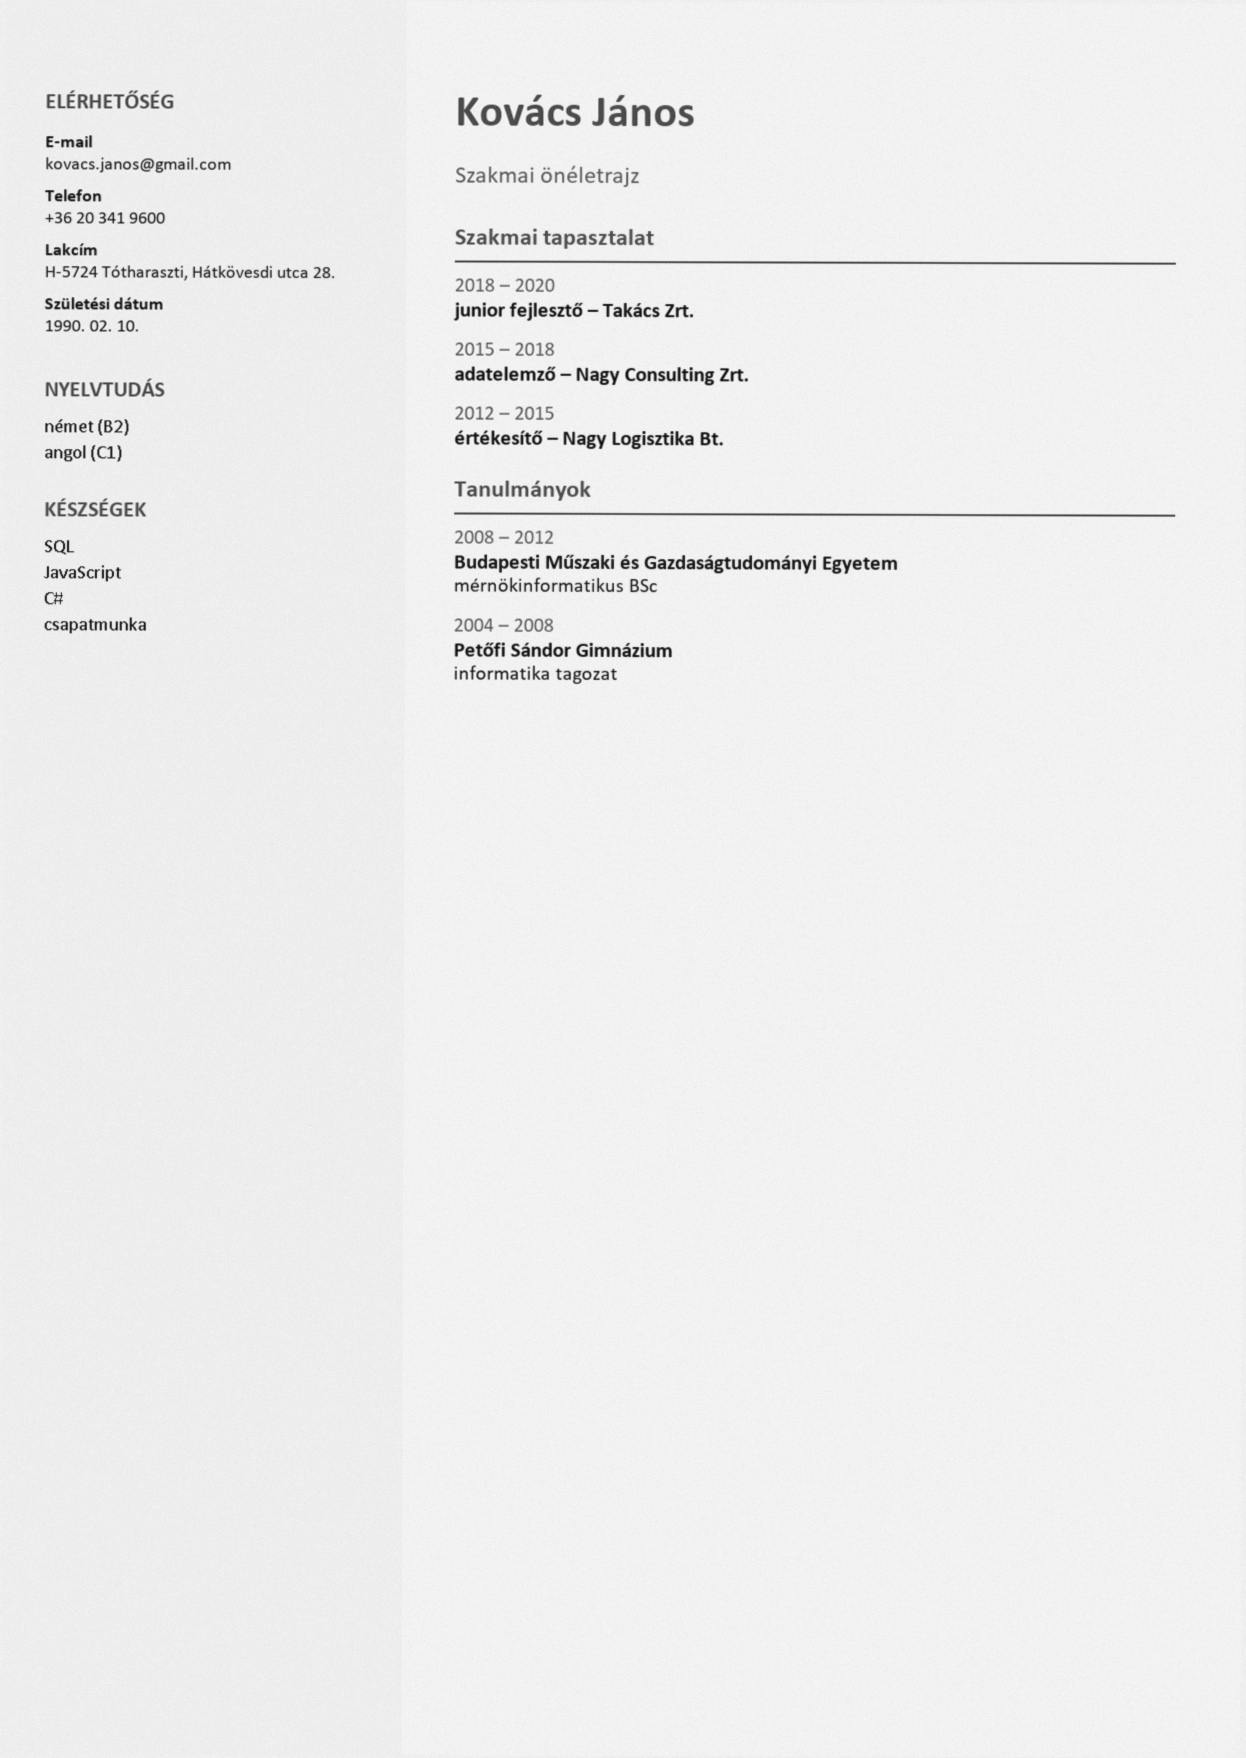 ELÉRHETŐSÉG
E-mail
kovacs.janos@gmail.com
Telefon
+36 20 341 9600
Lakcím
H-5724 Tótharaszti, Hátkövesdi utca 28.
Születési dátum
1990. 02. 10.
NYELVTUDÁS
német (B2)
angol (C1)
KÉSZSÉGEK
SQL
JavaScript
C#
csapatmunka
Kovács János
Szakmai önéletrajz
Szakmai tapasztalat
2018 – 2020
junior fejlesztő – Takács Zrt.
2015 – 2018
adatelemző – Nagy Consulting Zrt.
2012 – 2015
értékesítő – Nagy Logisztika Bt.
Tanulmányok
2008 – 2012
Budapesti Műszaki és Gazdaságtudományi Egyetem
mérnökinformatikus BSc
2004 – 2008
Petőfi Sándor Gimnázium
informatika tagozat